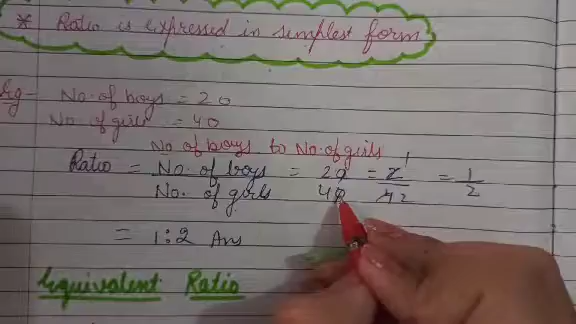 * Ratio is expressed in simplest form
Eg- No. of boys = 20
No. of girls = 40
No of boys to No. of girls
Ratio = No. of boys / No. of girls = 20/40 = 2/4 1/2 = 1/2
= 1:2 Ans
Equivalent Ratio